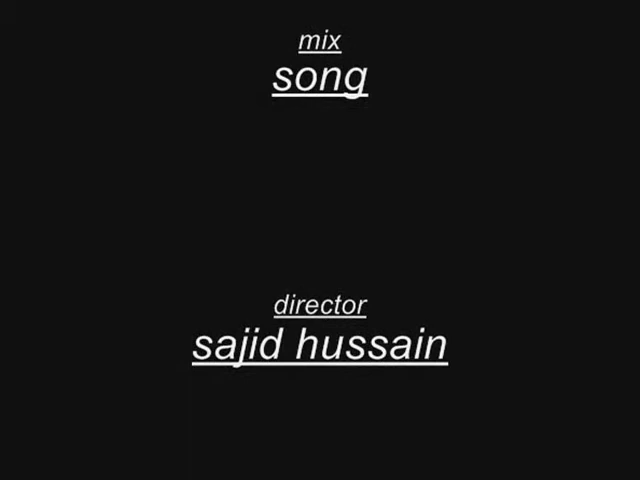 mix
song
director
sajid hussain